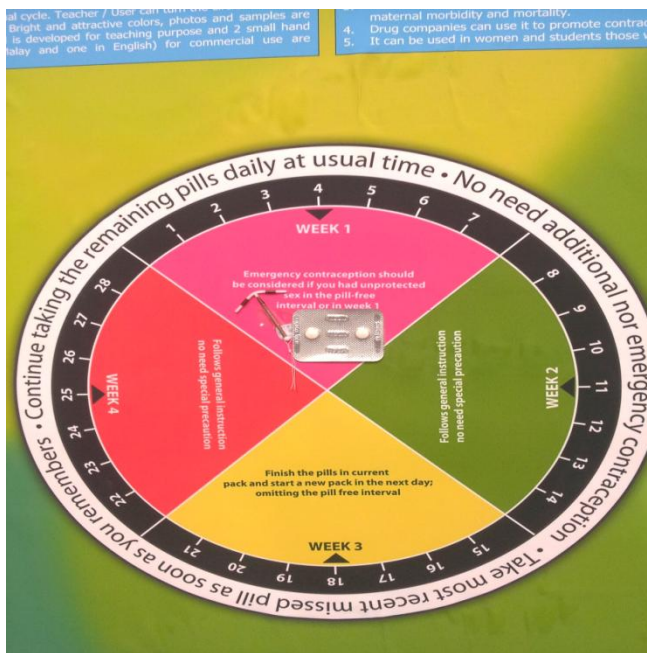 al cycle. Teacher / User can turn the
Bright and attractive colors, photos and samples are
is developed for teaching purpose and 2 small hand
alay and one in English) for commercial use are
maternal morbidity and mortality.
4. Drug companies can use it to promote contrac
5. It can be used in women and students those w
Continue taking the remaining pills daily at usual time • No need additional nor emergency contraception • Take most recent missed pill as soon as you remembers •
1 2 3 4 5 6 7
8 9 10 11 12 13 14
15 16 17 18 19 20 21
22 23 24 25 26 27 28
WEEK 1
Emergency contraception should
be considered if you had unprotected
sex in the pill-free
interval or in week 1
WEEK 2
Follows general instruction
no need special precaution
Finish the pills in current
pack and start a new pack in the next day;
omitting the pill free interval
WEEK 3
WEEK 4
Follows general instruction
no need special precaution